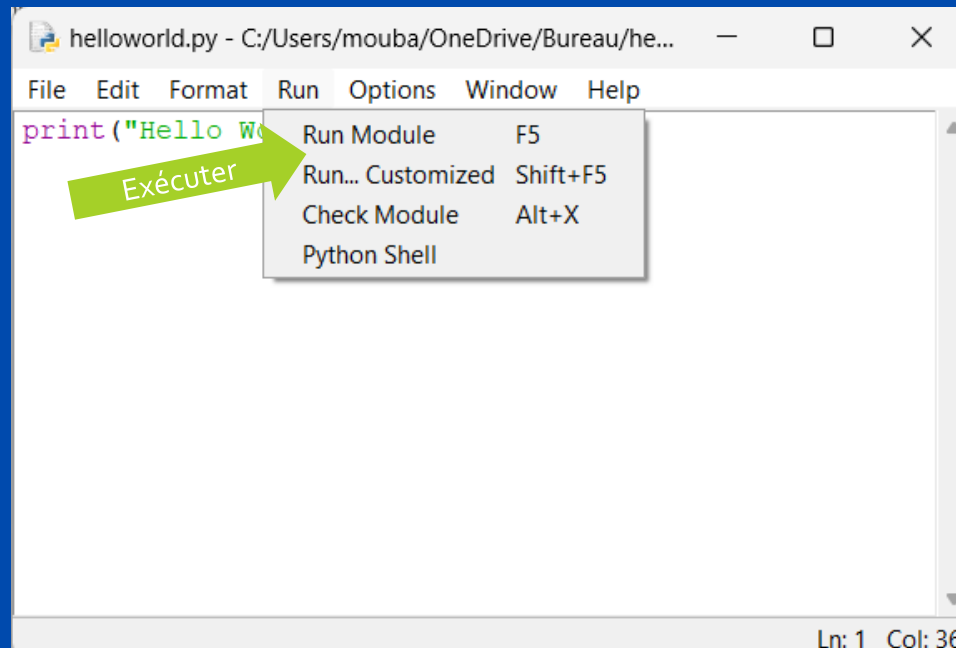 helloworld.py - C:/Users/mouba/OneDrive/Bureau/he...
File Edit Format Run Options Window Help
print("Hello
Run Module F5
Exécuter
Run... Customized Shift+F5
Check Module Alt+X
Python Shell
Ln: 1 Col: 36